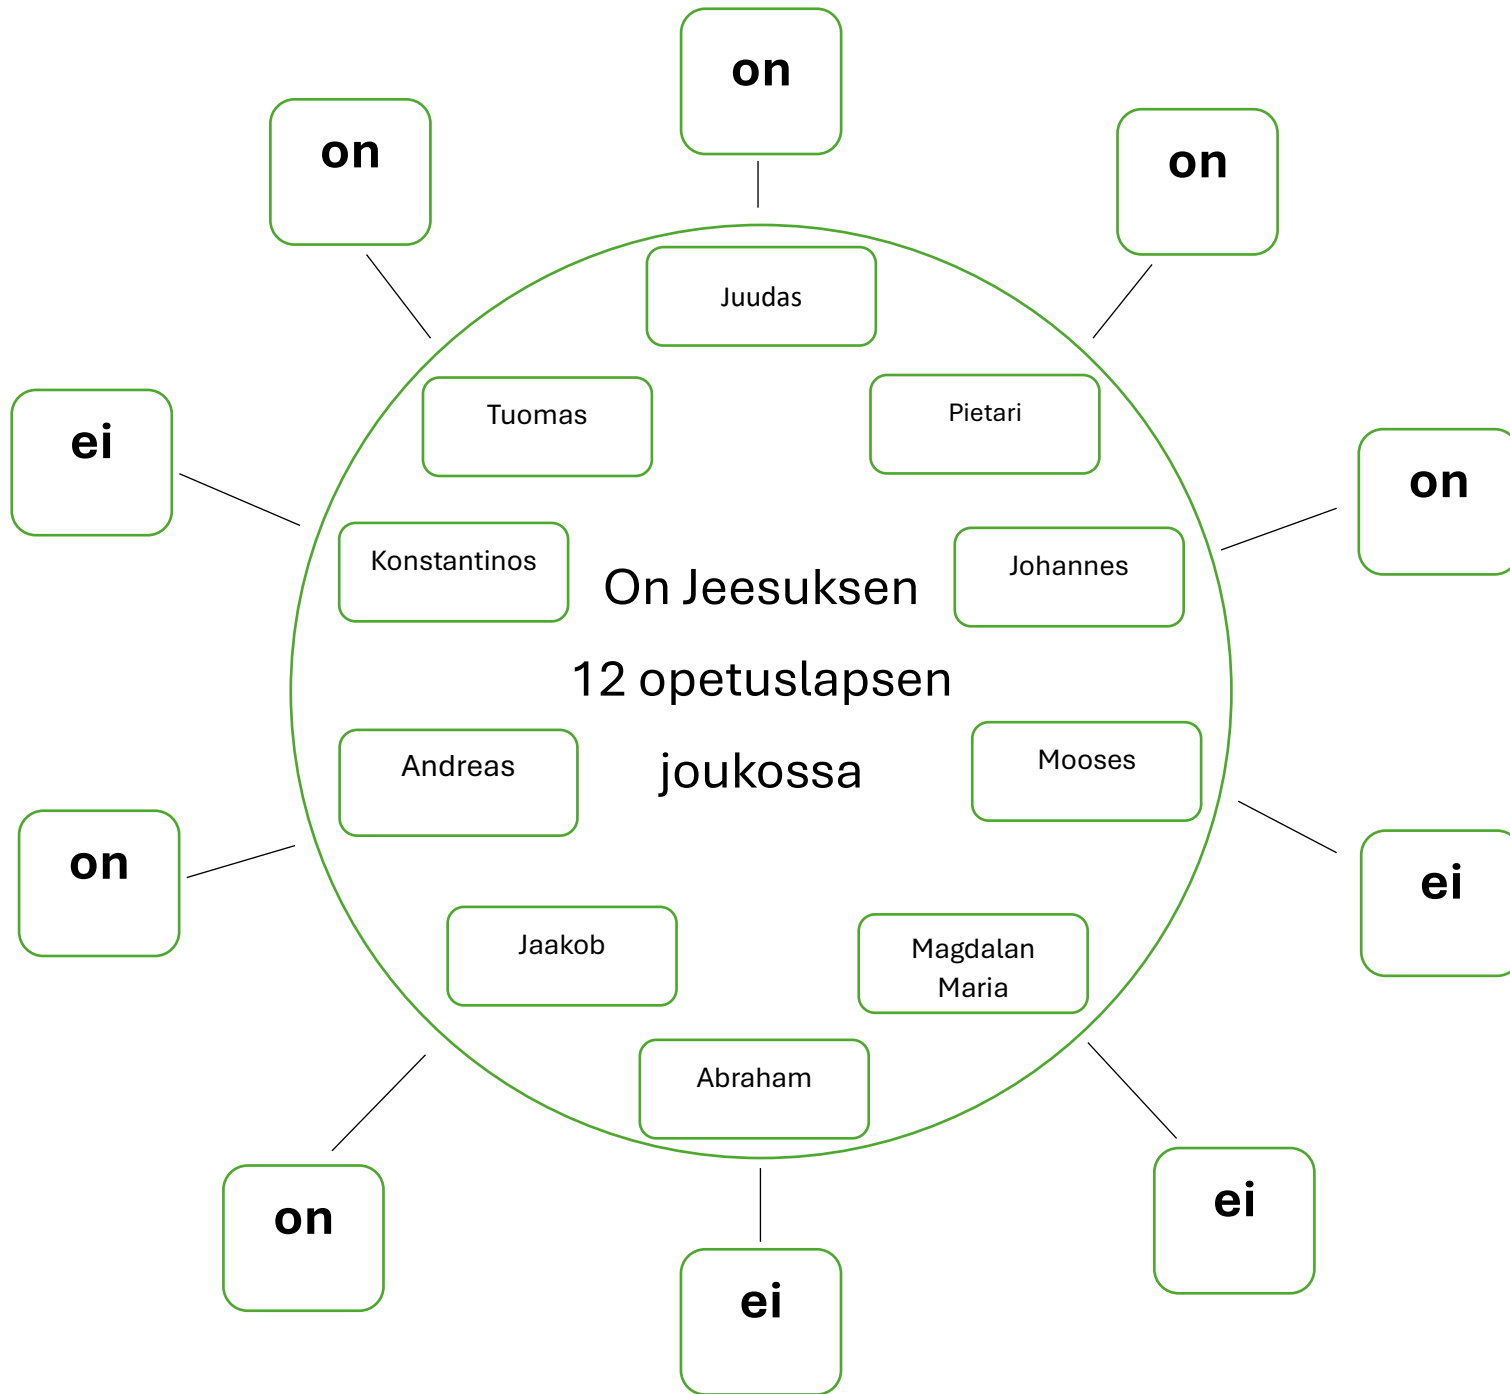 on
on
on
Juudas
Tuomas
Pietari
ei
on
Konstantinos
Johannes
On Jeesuksen
12 opetuslapsen
joukossa
Andreas
Mooses
on
ei
Jaakob
Magdalan
Maria
Abraham
on
ei
ei